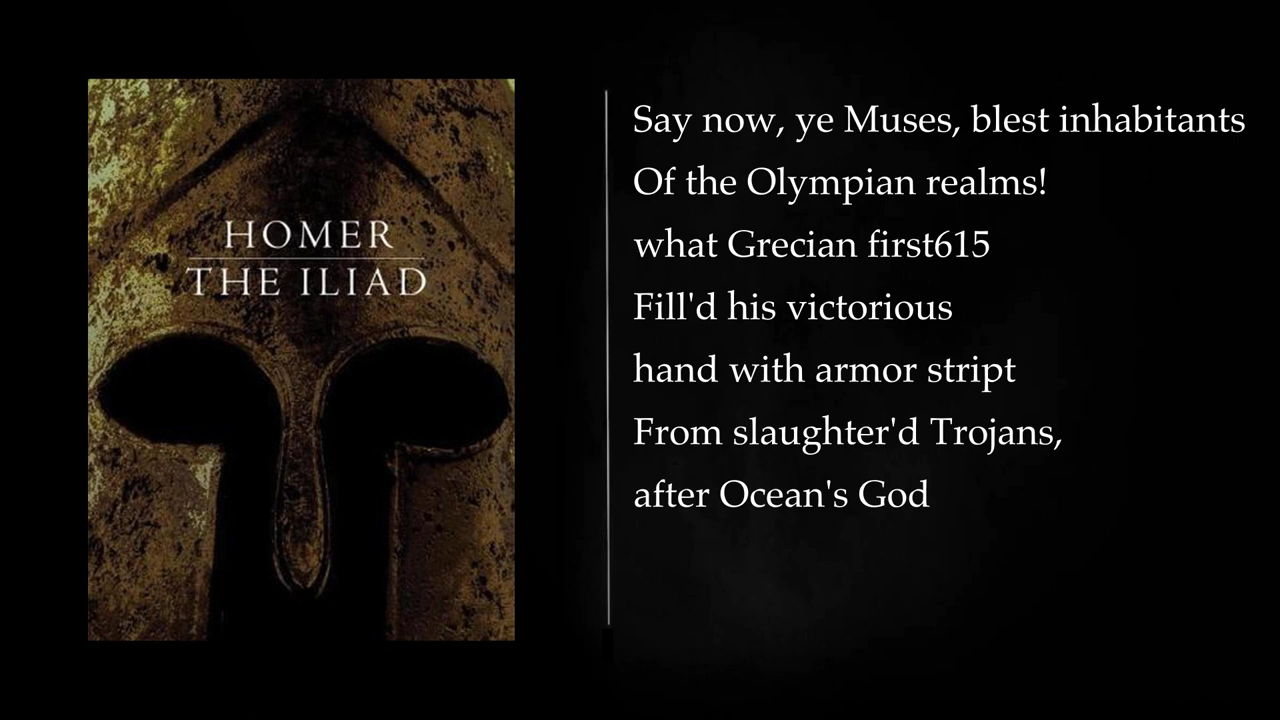 HOMER
THE ILIAD
Say now, ye Muses, blest inhabitants
Of the Olympian realms!
what Grecian first615
Fill'd his victorious
hand with armor stript
From slaughter'd Trojans,
after Ocean's God